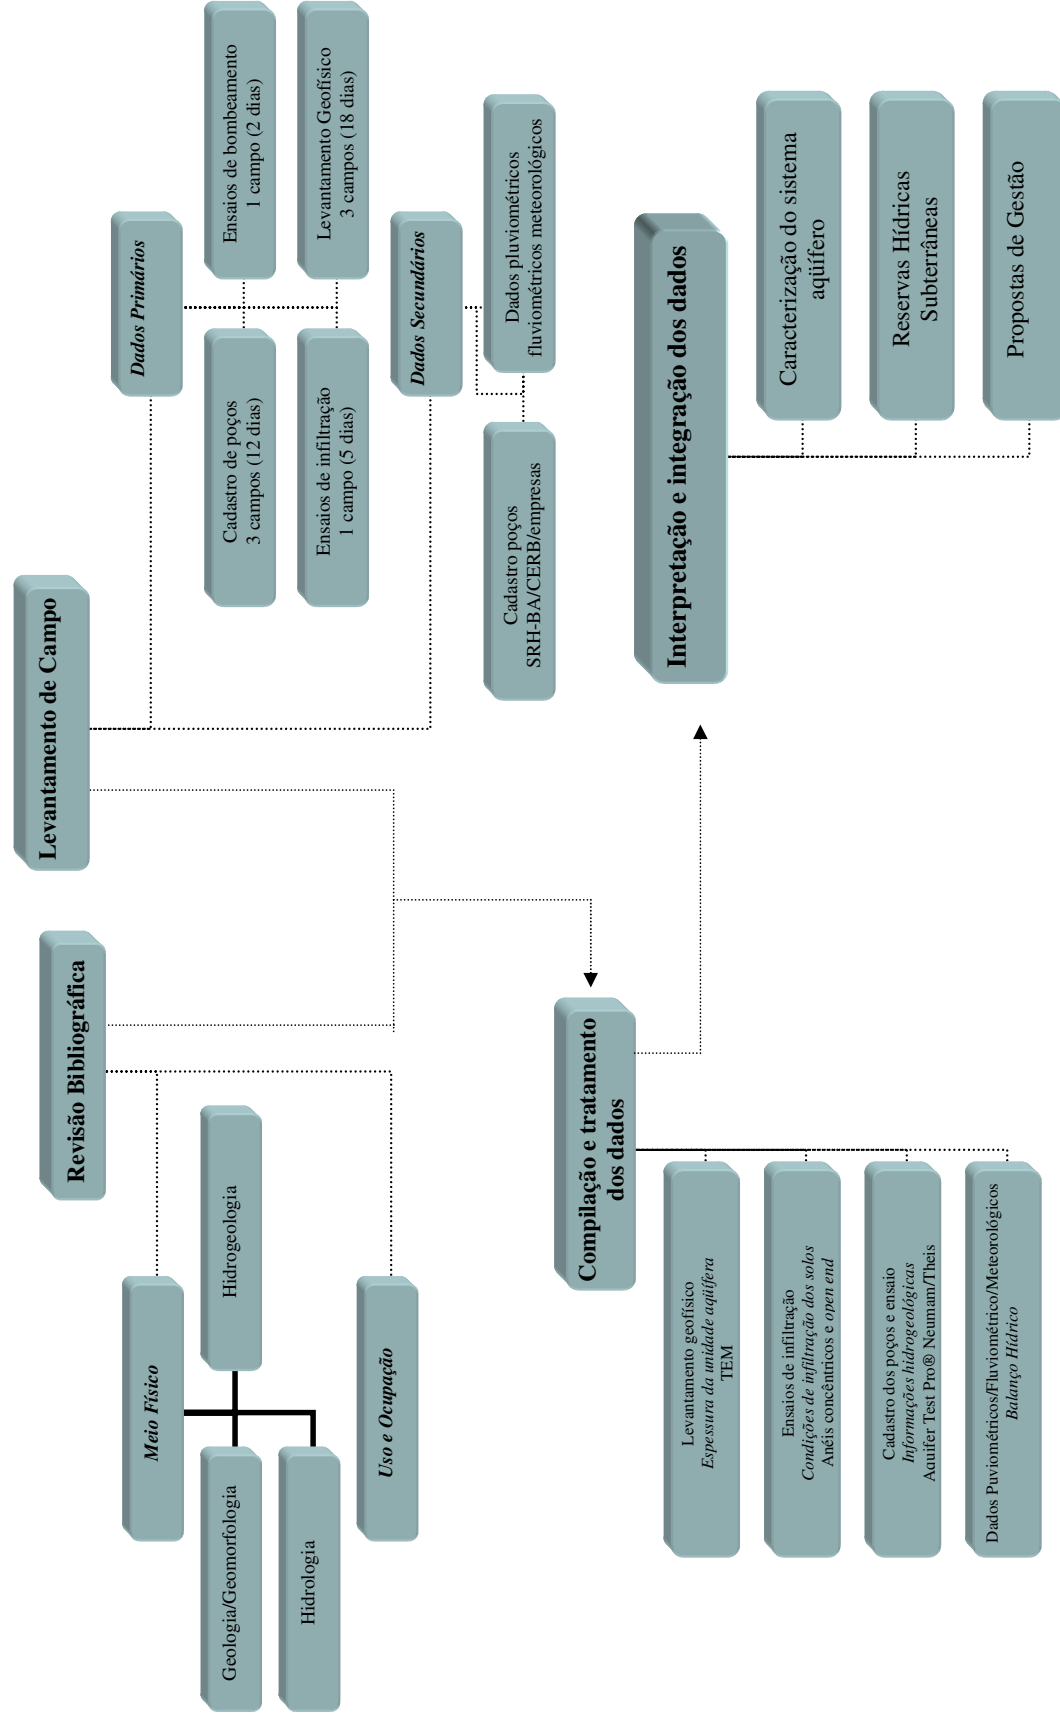 Revisão Bibliográfica
Meio Físico
Geologia/Geomorfologia
Hidrogeologia
Hidrologia
Uso e Ocupação
Levantamento de Campo
Dados Primários
Cadastro de poços
3 campos (12 dias)
Ensaios de bombeamento
1 campo (2 dias)
Ensaios de infiltração
1 campo (5 dias)
Levantamento Geofísico
3 campos (18 dias)
Dados Secundários
Cadastro poços
SRH-BA/CERB/empresas
Dados pluviométricos
fluviométricos meteorológicos
Compilação e tratamento
dos dados
Levantamento geofísico
Espessura da unidade aqüífera
TEM
Ensaios de infiltração
Condições de infiltração dos solos
Anéis concêntricos e open end
Cadastro dos poços e ensaio
Informações hidrogeológicas
Aquifer Test Pro® Neumam/Theis
Dados Puviométricos/Fluviométrico/Meteorológicos
Balanço Hídrico
Interpretação e integração dos dados
Caracterização do sistema
aqüífero
Reservas Hídricas
Subterrâneas
Propostas de Gestão